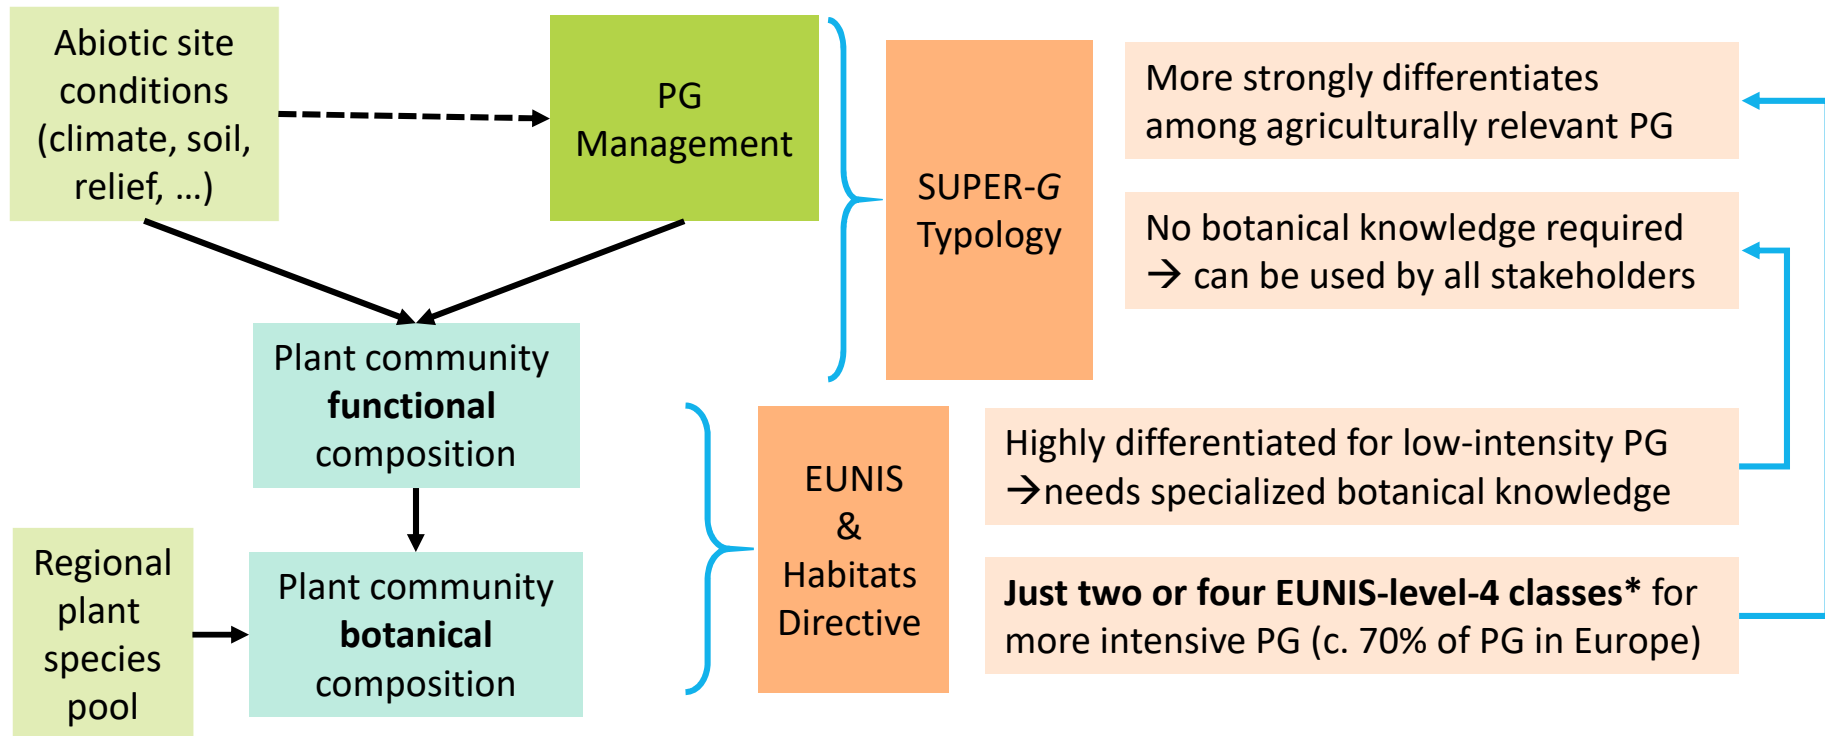 Abiotic site
conditions
(climate, soil,
relief, ...)
PG
Management
SUPER-G
Typology
More strongly differentiates
among agriculturally relevant PG
No botanical knowledge required
→ can be used by all stakeholders
Plant community
functional
composition
EUNIS
&
Habitats
Directive
Highly differentiated for low-intensity PG
→needs specialized botanical knowledge
Just two or four EUNIS-level-4 classes* for
more intensive PG (c. 70% of PG in Europe)
Regional
plant
species
pool
Plant community
botanical
composition